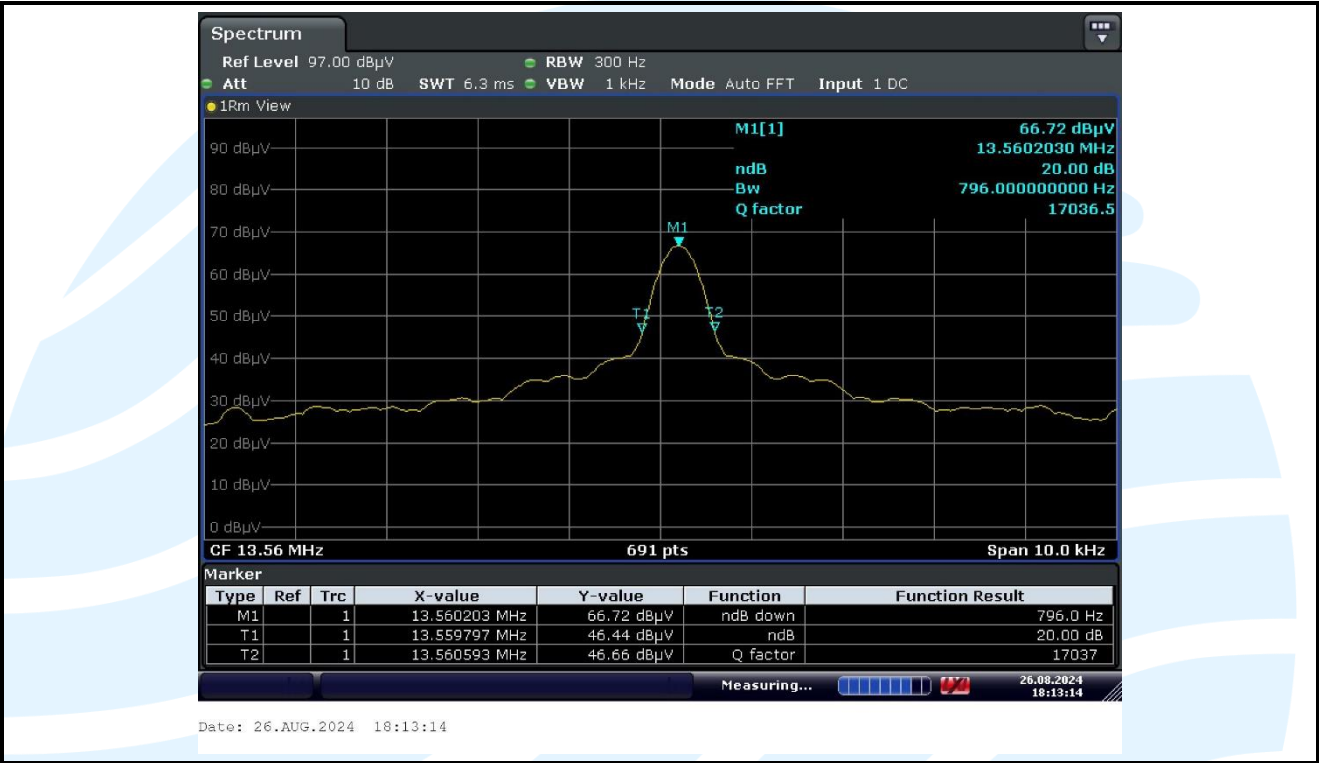 Spectrum
Ref Level 97.00 dBµV RBW 300 Hz
Att 10 dB SWT 6.3 ms VBW 1 kHz Mode Auto FFT Input 1 DC
1Rm View
M1[1] 66.72 dBµV
13.5602030 MHz
90 dBµV
ndB 20.00 dB
80 dBµV
Bw 796.000000000 Hz
Q factor 17036.5
70 dBµV
M1
60 dBµV
50 dBµV
T1
T2
40 dBµV
30 dBµV
20 dBµV
10 dBµV
0 dBµV
CF 13.56 MHz 691 pts Span 10.0 kHz
Marker
Type Ref Trc X-value Y-value Function Function Result
M1 1 13.560203 MHz 66.72 dBµV ndB down 796.0 Hz
T1 1 13.559797 MHz 46.44 dBµV ndB 20.00 dB
T2 1 13.560593 MHz 46.66 dBµV Q factor 17037
Measuring... 26.08.2024
18:13:14
Date: 26.AUG.2024 18:13:14